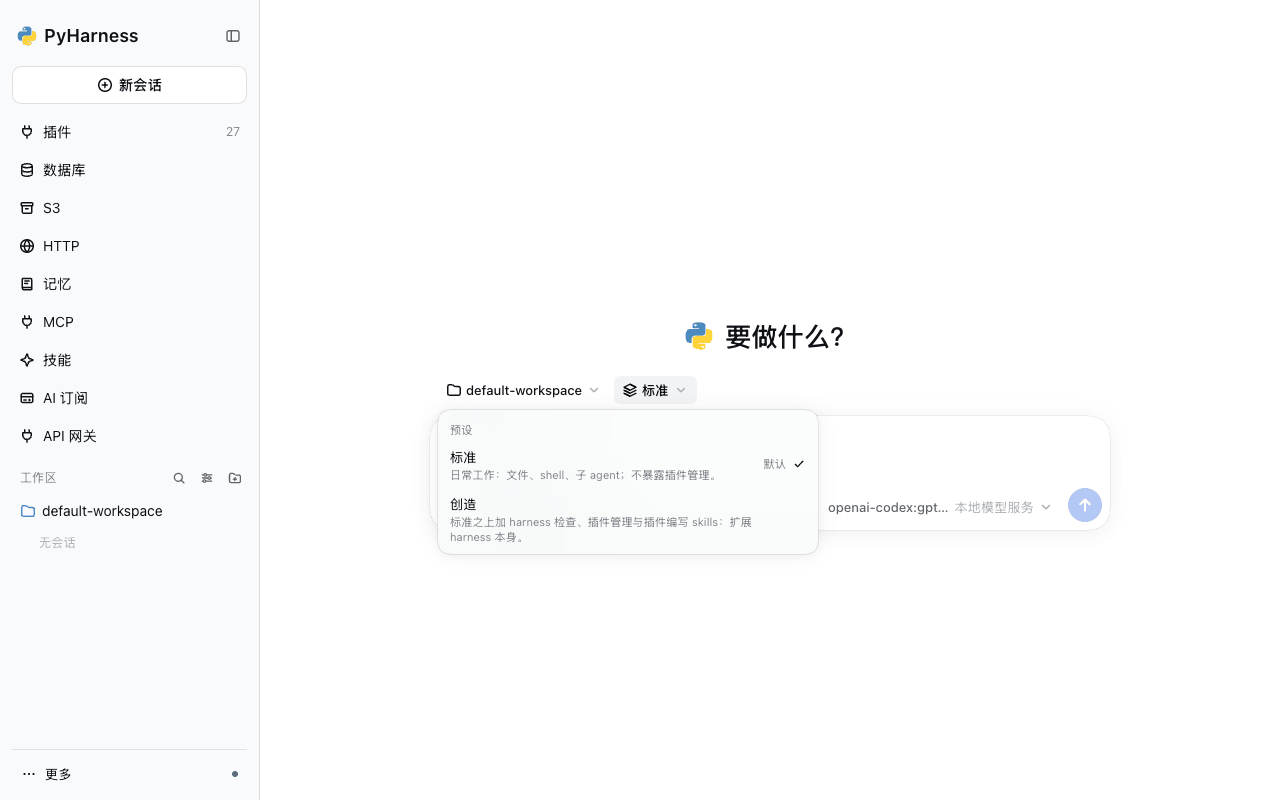 PyHarness
新会话
插件 27
数据库
S3
HTTP
记忆
MCP
技能
AI 订阅
API 网关
工作区
default-workspace
无会话
更多
要做什么?
default-workspace
标准
预设
标准
日常工作：文件、shell、子 agent；不暴露插件管理。
默认
创造
标准之上加 harness 检查、插件管理与插件编写 skills：扩展
harness 本身。
openai-codex:gpt... 本地模型服务